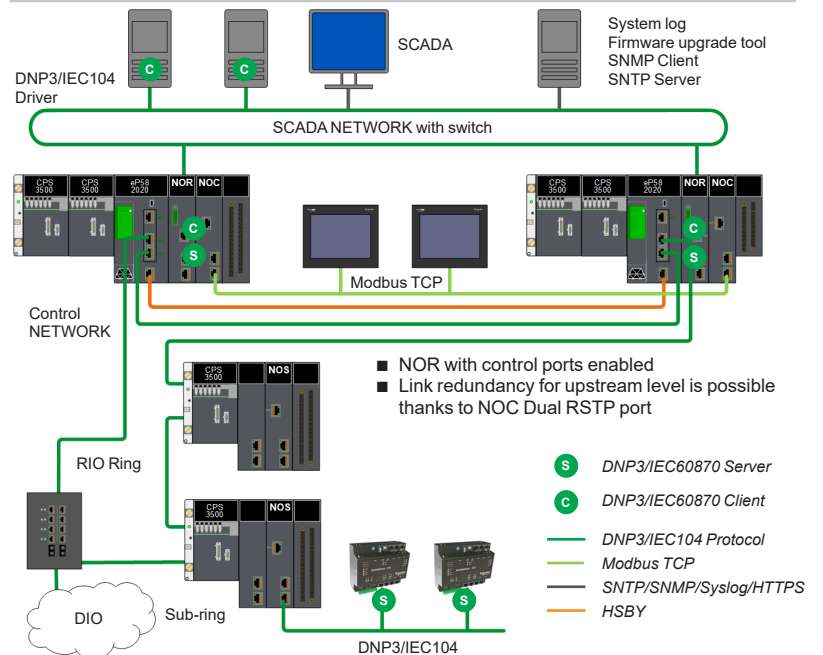 System log
Firmware upgrade tool
SNMP Client
SNTP Server
SCADA
C
C
DNP3/IEC104
Driver
SCADA NETWORK with switch
CPS
3500
CPS
3500
eP58
2020
NOR
NOC
CPS
3500
CPS
3500
eP58
2020
NOR
NOC
C
S
C
S
Modbus TCP
Control
NETWORK
CPS
3500
NOS
■ NOR with control ports enabled
■ Link redundancy for upstream level is possible
thanks to NOC Dual RSTP port
RIO Ring
S DNP3/IEC60870 Server
C DNP3/IEC60870 Client
CPS
3500
NOS
DNP3/IEC104 Protocol
Modbus TCP
SNTP/SNMP/Syslog/HTTPS
HSBY
S
S
DIO
Sub-ring
DNP3/IEC104